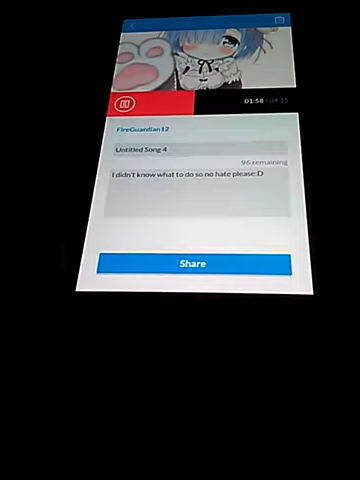 01:58 / 04:15
FireGuardian12
Untitled Song 4
96 remaining
I didn't know what to do so no hate please:D
Share